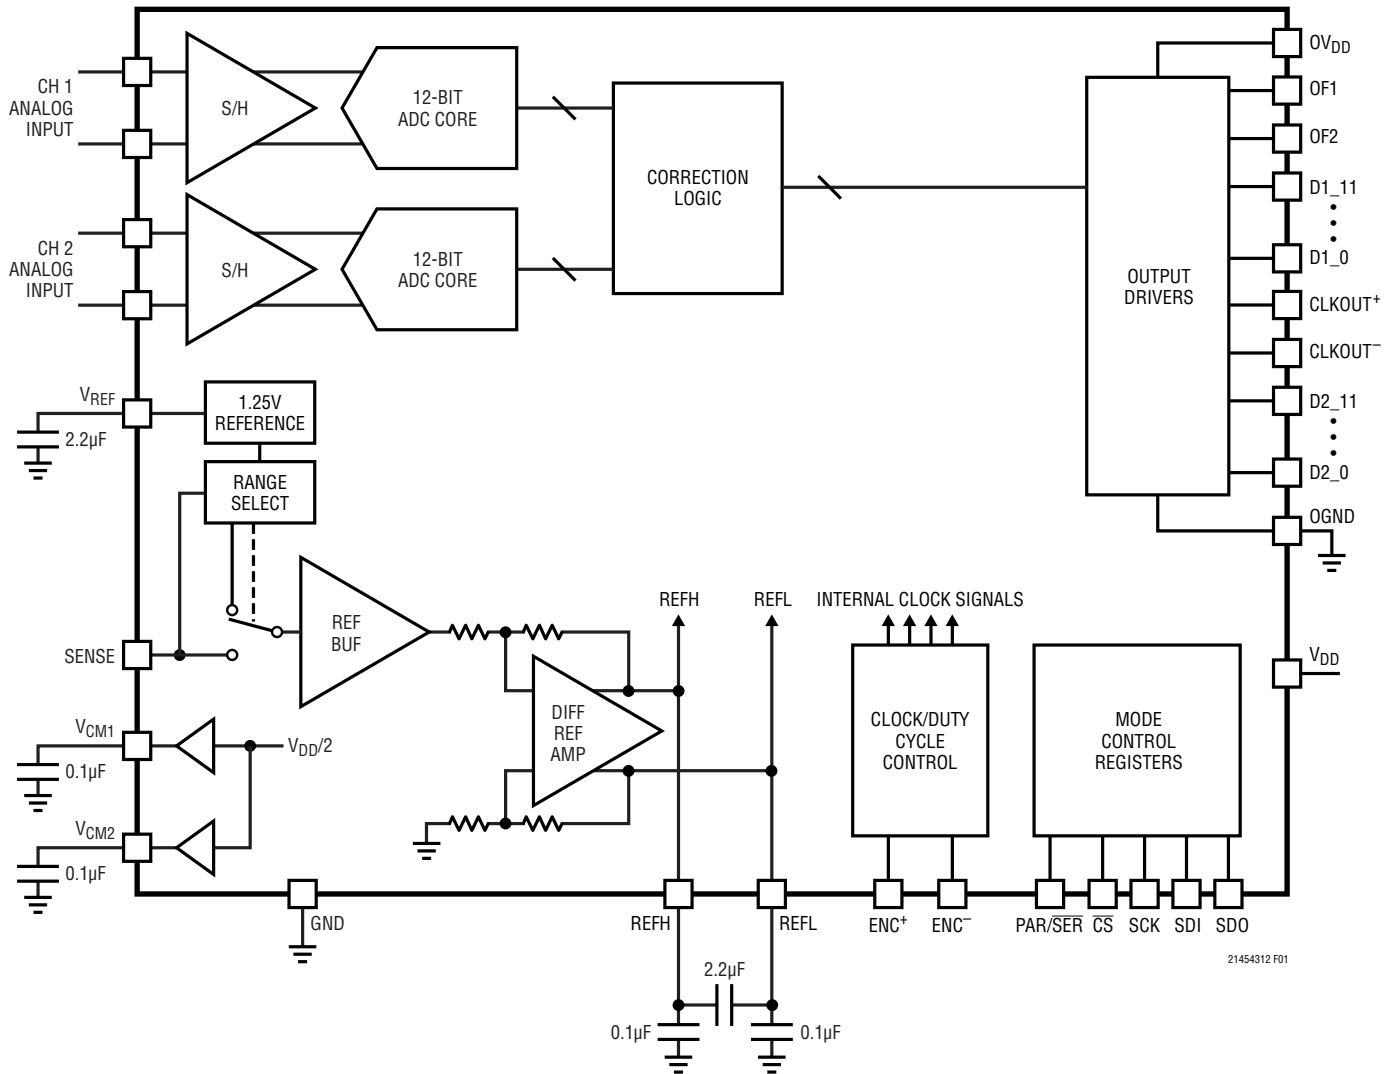 CH 1
ANALOG
INPUT
S/H
12-BIT
ADC CORE
CORRECTION
LOGIC
CH 2
ANALOG
INPUT
S/H
12-BIT
ADC CORE
OUTPUT
DRIVERS
OVDD
OF1
OF2
D1_11
D1_0
CLKOUT+
CLKOUT–
D2_11
D2_0
OGND
VDD
VREF
2.2µF
1.25V
REFERENCE
RANGE
SELECT
SENSE
REF
BUF
DIFF
REF
AMP
REFH
REFL
INTERNAL CLOCK SIGNALS
CLOCK/DUTY
CYCLE
CONTROL
MODE
CONTROL
REGISTERS
VCM1
0.1µF
VDD/2
VCM2
0.1µF
GND
REFH
REFL
ENC+
ENC–
PAR/SER
CS
SCK
SDI
SDO
21454312 F01
2.2µF
0.1µF
0.1µF